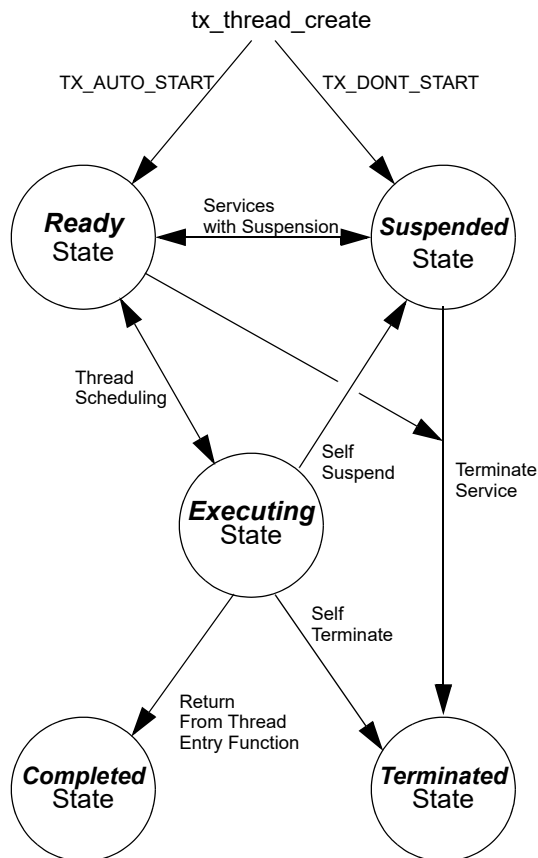 tx_thread_create
TX_AUTO_START
TX_DONT_START
Ready
State
Services
with Suspension
Suspended
State
Thread
Scheduling
Self
Suspend
Terminate
Service
Executing
State
Self
Terminate
Return
From Thread
Entry Function
Completed
State
Terminated
State